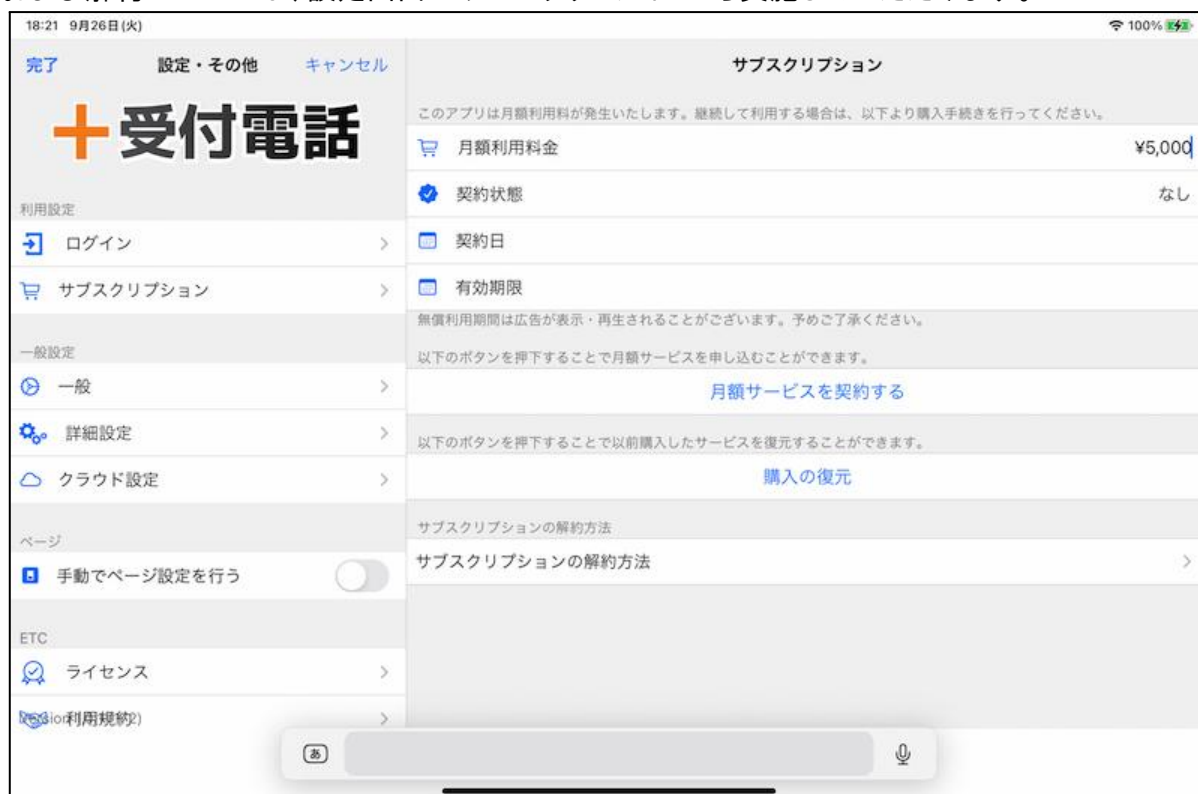 18:21 9月26日(火)
100%
完了
設定・その他
キャンセル
サブスクリプション
受付電話
このアプリは月額利用料が発生いたします。継続して利用する場合は、以下より購入手続きを行ってください。
月額利用料金
¥5,000
契約状態
なし
利用設定
ログイン
契約日
サブスクリプション
有効期限
無償利用期間は広告が表示・再生されることがございます。予めご了承ください。
一般設定
以下のボタンを押下することで月額サービスを申し込むことができます。
一般
月額サービスを契約する
詳細設定
以下のボタンを押下することで以前購入したサービスを復元することができます。
クラウド設定
購入の復元
サブスクリプションの解約方法
ページ
サブスクリプションの解約方法
手動でページ設定を行う
ETC
ライセンス
利用規約
あ